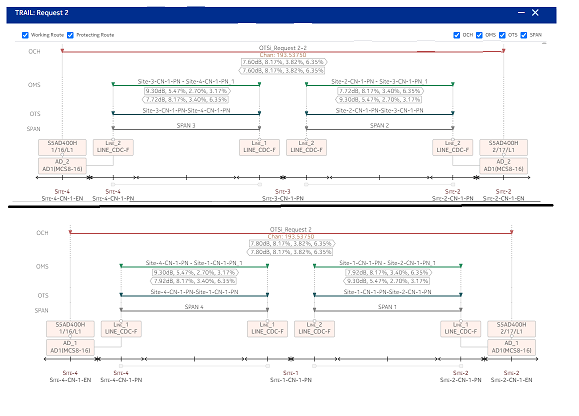 TRAIL: Request 2
Working Route Protecting Route OCH OMS OTS SPAN
OTSi_Request 2-2
OCH
Chan: 193.53750
7.60dB, 8.17%, 3.82%, 6.35%
7.60dB, 8.17%, 3.82%, 6.35%
Site-3-CN-1-PN - Site-4-CN-1-PN_1 Site-2-CN-1-PN - Site-3-CN-1-PN_1
OMS
9.30dB, 5.47%, 2.70%, 3.17% 7.72dB, 8.17%, 3.40%, 6.35%
7.72dB, 8.17%, 3.40%, 6.35% 9.30dB, 5.47%, 2.70%, 3.17%
Site-3-CN-1-PN-Site-4-CN-1-PN Site-2-CN-1-PN-Site-3-CN-1-PN
OTS
SPAN SPAN 3 SPAN 2
S5AD400H Line_2 Line_1 Line_2 Line_1 S5AD400H
1/16/L1 LINE_CDC-F LINE_CDC-F LINE_CDC-F LINE_CDC-F 2/17/L1
AD_2 AD_2
AD1(MCS8-16) AD1(MCS8-16)
Site-4 Site-4 Site-3 Site-2 Site-2
Site-4-CN-1-EN Site-4-CN-1-PN Site-3-CN-1-PN Site-2-CN-1-PN Site-2-CN-1-EN
OTSi_Request 2
OCH
Chan: 193.53750
7.80dB, 8.17%, 3.82%, 6.35%
7.80dB, 8.17%, 3.82%, 6.35%
Site-4-CN-1-PN - Site-1-CN-1-PN_1 Site-1-CN-1-PN - Site-2-CN-1-PN_1
OMS
9.30dB, 5.47%, 2.70%, 3.17% 7.92dB, 8.17%, 3.40%, 6.35%
7.92dB, 8.17%, 3.40%, 6.35% 9.30dB, 5.47%, 2.70%, 3.17%
Site-4-CN-1-PN-Site-1-CN-1-PN Site-1-CN-1-PN-Site-2-CN-1-PN
OTS
SPAN SPAN 4 SPAN 1
S5AD400H Line_1 Line_1 Line_2 Line_2 S5AD400H
1/16/L1 LINE_CDC-F LINE_CDC-F LINE_CDC-F LINE_CDC-F 2/17/L1
AD_1 AD_1
AD1(MCS8-16) AD1(MCS8-16)
Site-4 Site-4 Site-1 Site-2 Site-2
Site-4-CN-1-EN Site-4-CN-1-PN Site-1-CN-1-PN Site-2-CN-1-PN Site-2-CN-1-EN